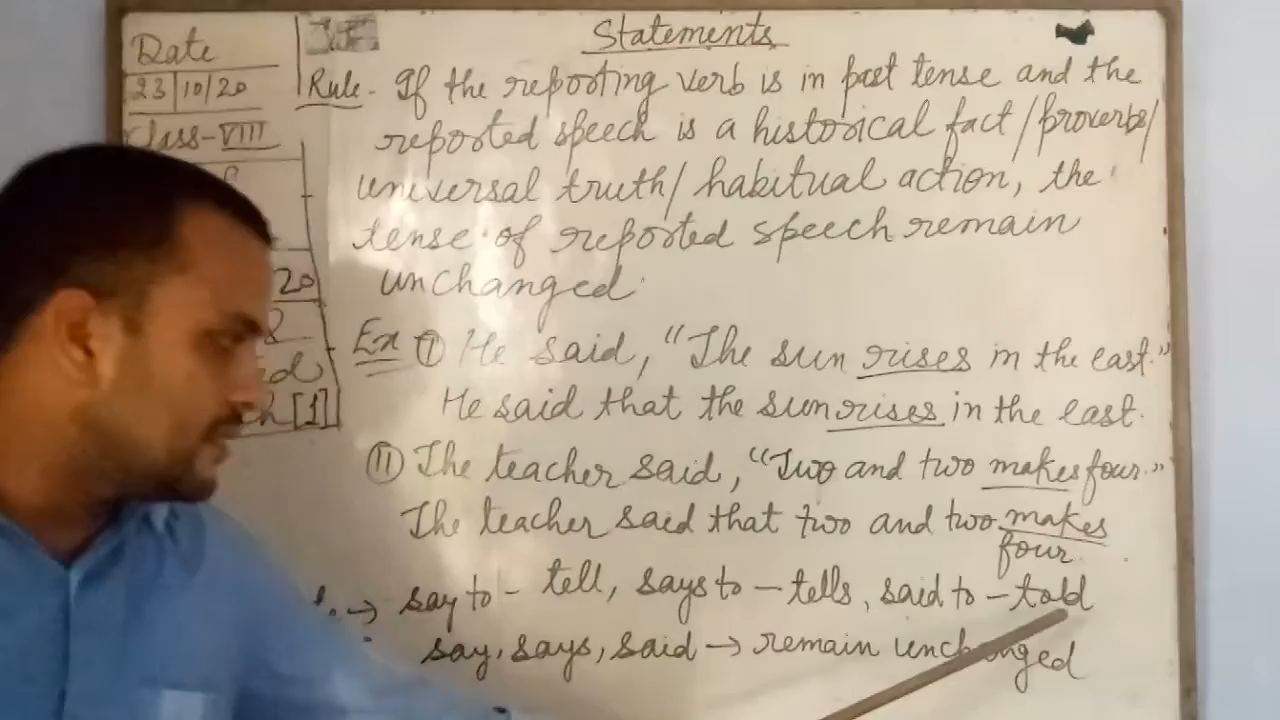 Statements
Date
23/10/20
Class-VIII
20
Rule - If the reporting verb is in past tense and the
reported speech is a historical fact/proverbs/
universal truth/habitual action, the
tense of reported speech remain
unchanged.
Ex (I) He said, "The sun rises in the east."
He said that the sun rises in the east.
(II) The teacher said, "Two and two makes four."
The teacher said that two and two makes
four.
→ say to - tell, says to - tells, said to - told
say, says, said → remain unchanged
[1]